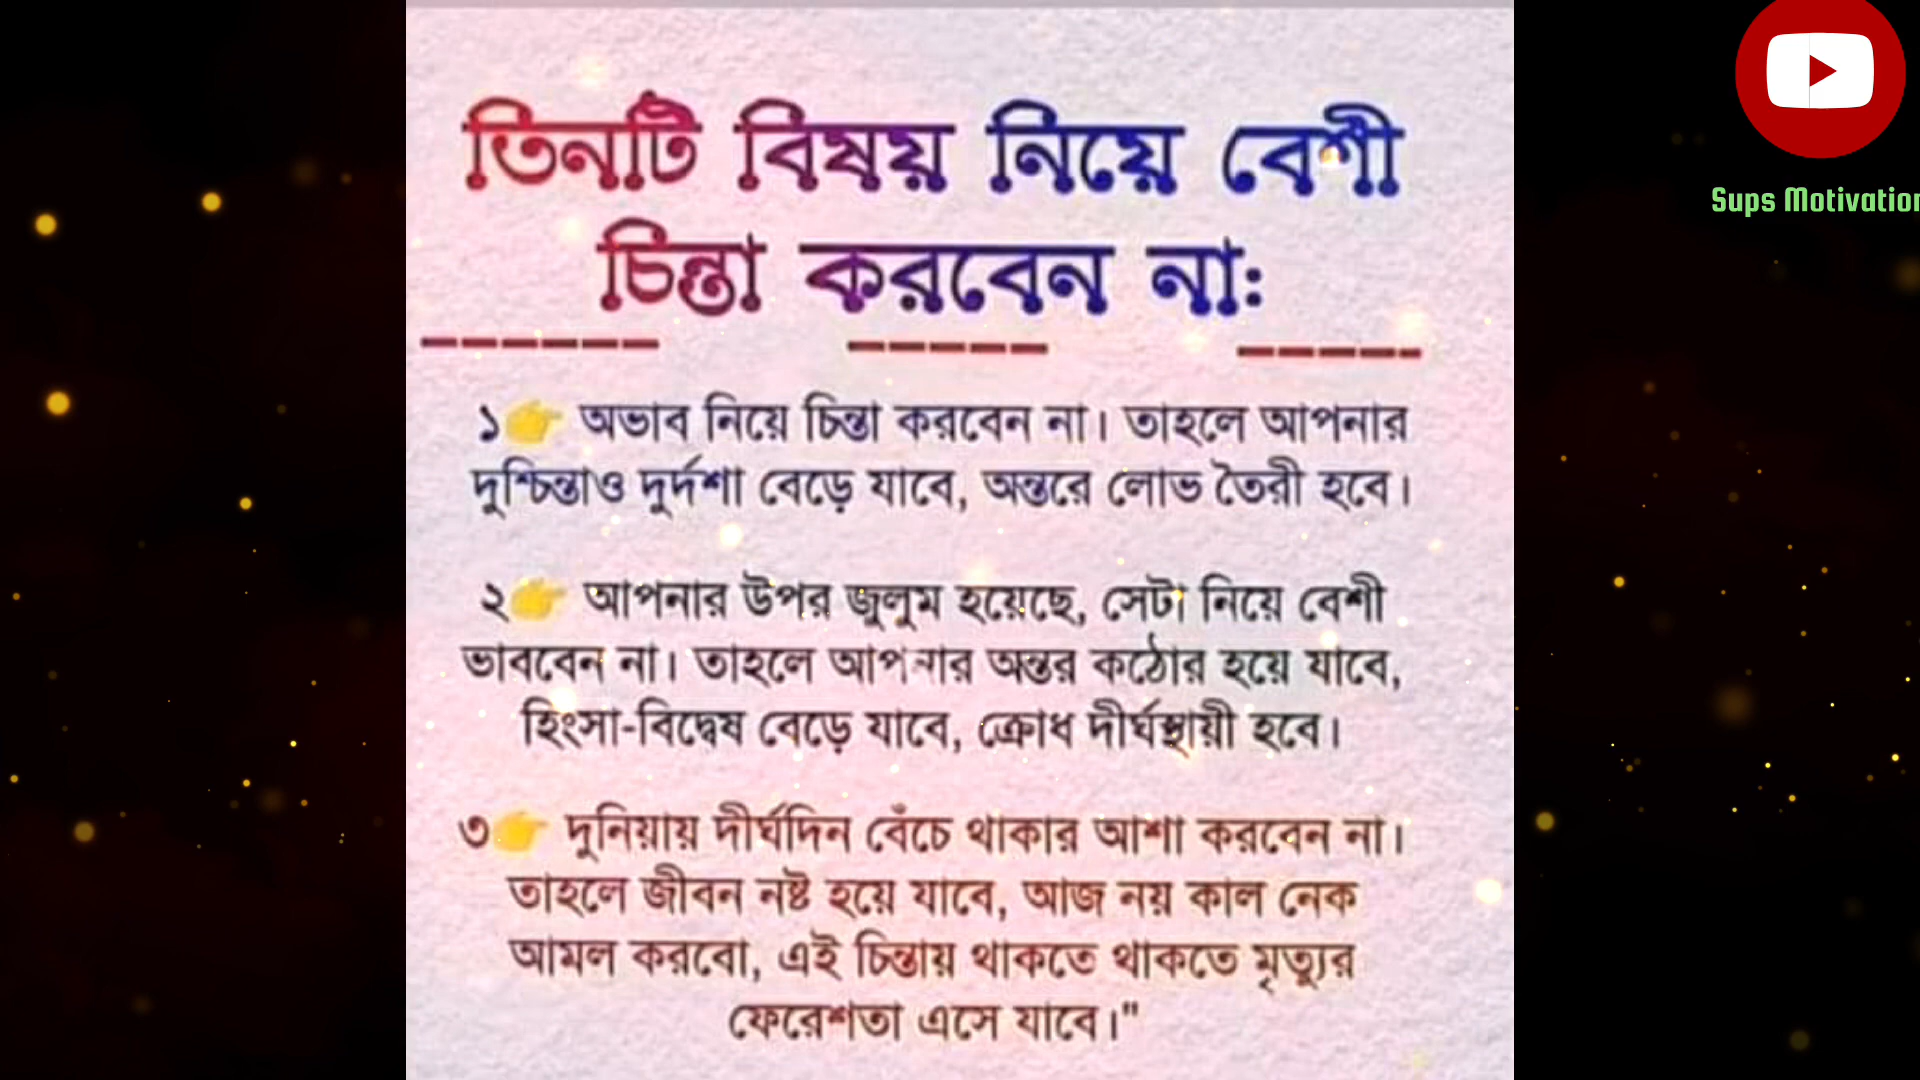 তিনটি বিষয় নিয়ে বেশী
চিন্তা করবেন না:
১👉 অভাব নিয়ে চিন্তা করবেন না। তাহলে আপনার
দুশ্চিন্তাও দুর্দশা বেড়ে যাবে, অন্তরে লোভ তৈরী হবে।
২👉 আপনার উপর জুলুম হয়েছে, সেটা নিয়ে বেশী
ভাববেন না। তাহলে আপনার অন্তর কঠোর হয়ে যাবে,
হিংসা-বিদ্বেষ বেড়ে যাবে, ক্রোধ দীর্ঘস্থায়ী হবে।
৩👉 দুনিয়ায় দীর্ঘদিন বেঁচে থাকার আশা করবেন না।
তাহলে জীবন নষ্ট হয়ে যাবে, আজ নয় কাল নেক
আমল করবো, এই চিন্তায় থাকতে থাকতে মৃত্যুর
ফেরেশতা এসে যাবে।"
Sups Motivation